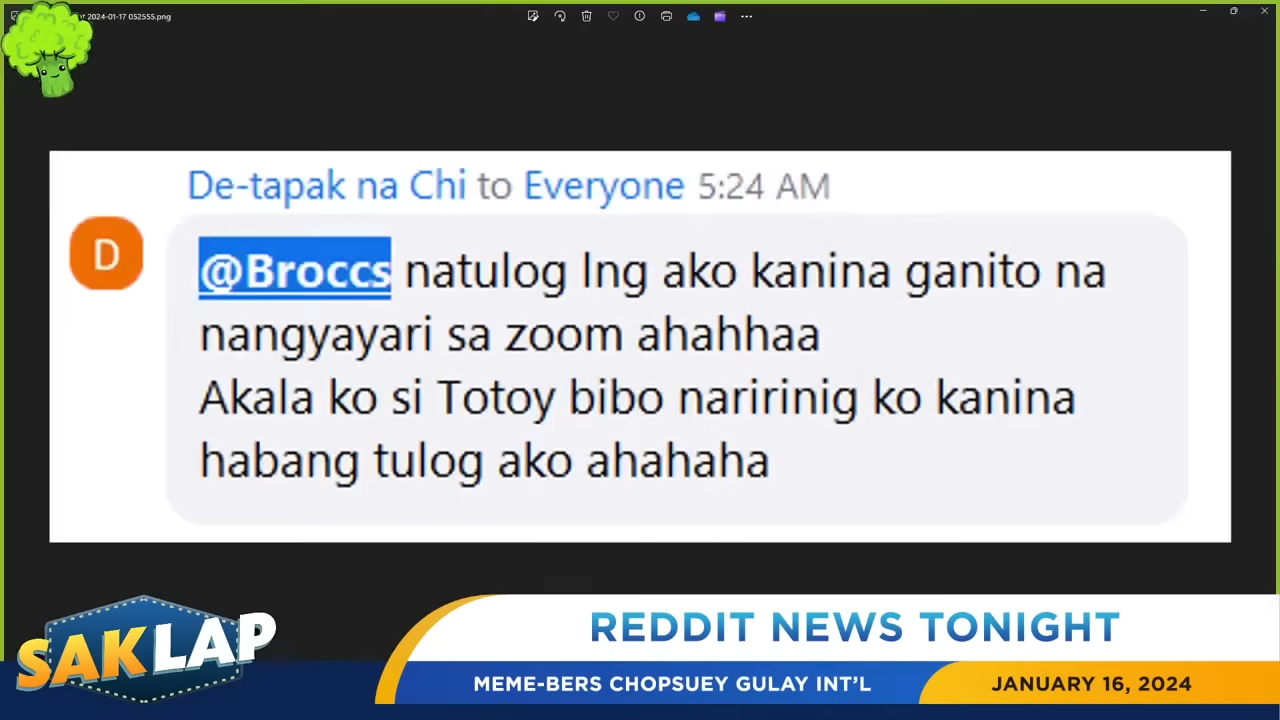 2024-01-17 052555.png
De-tapak na Chi to Everyone 5:24 AM
D
@Broccs natulog lng ako kanina ganito na
nangyayari sa zoom ahahhaa
Akala ko si Totoy bibo naririnig ko kanina
habang tulog ako ahahaha
SAKLAP
REDDIT NEWS TONIGHT
MEME-BERS CHOPSUEY GULAY INT'L
JANUARY 16, 2024